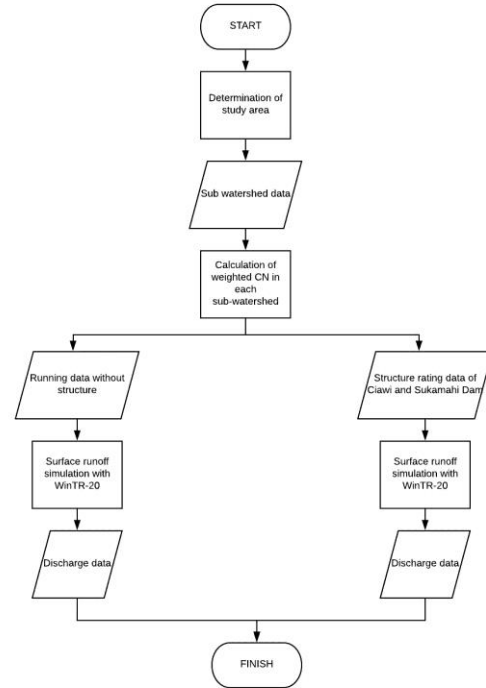 START
Determination of
study area
Sub watershed data
Calculation of
weighted CN in
each
sub-watershed
Running data without
structure
Structure rating data of
Ciawi and Sukamahi Dam
Surface runoff
simulation with
WinTR-20
Surface runoff
simulation with
WinTR-20
Discharge data
Discharge data
FINISH